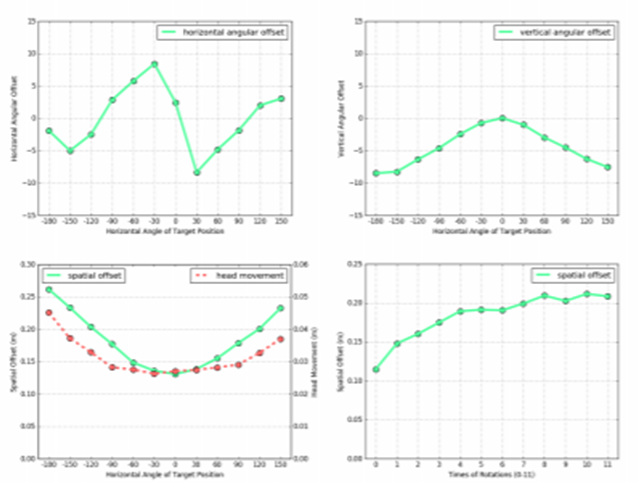 horizontal angular offset
Horizontal Angular Offset
15
10
5
0
−5
−10
−15
-180 -150 -120 -90 -60 -30 0 30 60 90 120 150
Horizontal Angle of Target Position
vertical angular offset
Vertical Angular Offset
15
10
5
0
−5
−10
−15
-180 -150 -120 -90 -60 -30 0 30 60 90 120 150
Horizontal Angle of Target Position
spatial offset
head movement
Spatial Offset (m)
0.30
0.25
0.20
0.15
0.10
0.05
0.00
Head Movement (m)
0.06
0.05
0.04
0.03
0.02
0.01
0.00
-180 -150 -120 -90 -60 -30 0 30 60 90 120 150
Horizontal Angle of Target Position
spatial offset
Spatial Offset (m)
0.25
0.20
0.15
0.10
0.05
0.00
0 1 2 3 4 5 6 7 8 9 10 11
Times of Rotations (0-11)